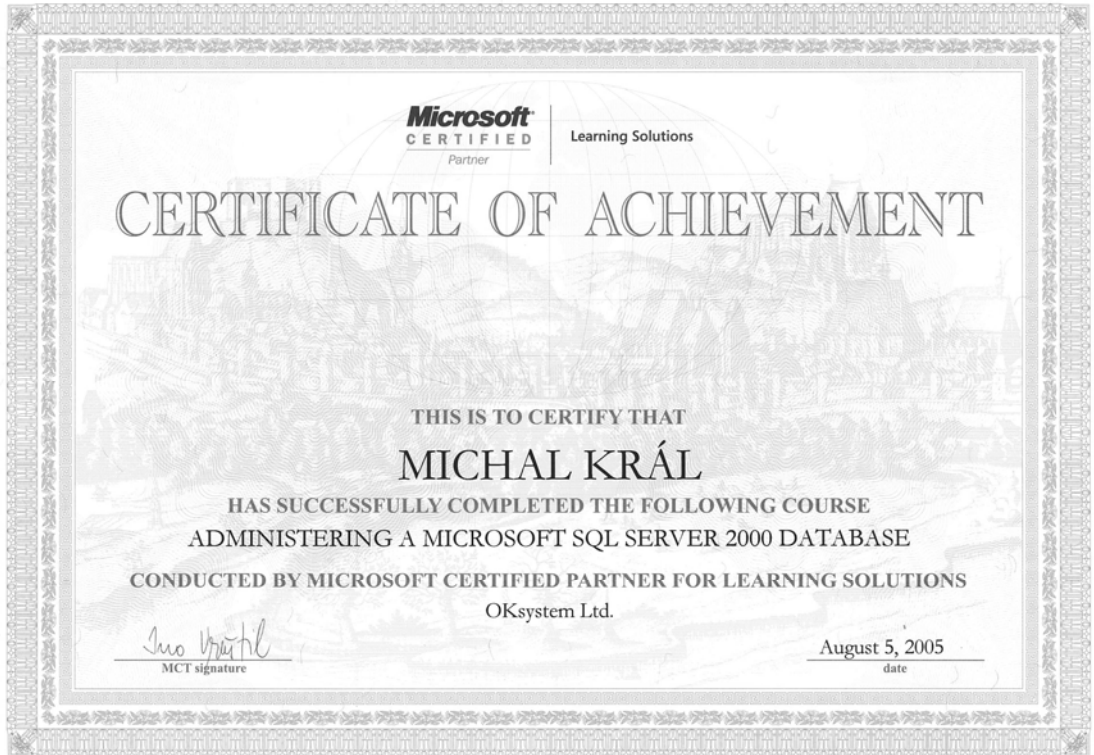 Microsoft
CERTIFIED
Partner
Learning Solutions
CERTIFICATE OF ACHIEVEMENT
THIS IS TO CERTIFY THAT
MICHAL KRÁL
HAS SUCCESSFULLY COMPLETED THE FOLLOWING COURSE
ADMINISTERING A MICROSOFT SQL SERVER 2000 DATABASE
CONDUCTED BY MICROSOFT CERTIFIED PARTNER FOR LEARNING SOLUTIONS
OKsystem Ltd.
August 5, 2005
MCT signature
date